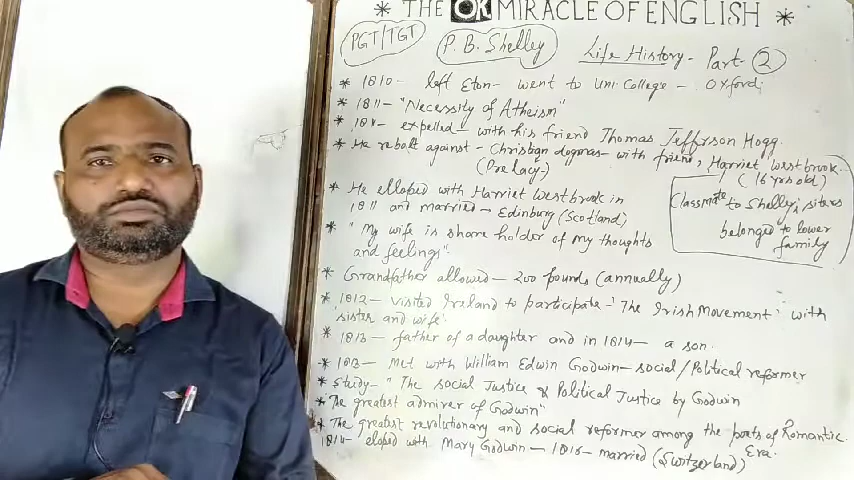 * THE OK MIRACLE OF ENGLISH *
PGT/TGT
P. B. Shelley
Life History - Part - 2
* 1810 - left Eton - went to Uni. College - Oxford.
* 1811 - "Necessity of Atheism"
* 1811 - expelled - with his friend Thomas Jeffrson Hogg.
* He rebolt against - Christian dogmas - with friend, Harriet Westbrook.
(Prelacy-)
(16 yrs old)
Classmate to Shelley's sisters
belonged to lower
family
* He elloped with Harriet Westbrook in
1811 and married - Edinburg (Scotland)
* "My wife is share holder of my thoughts
and feelings".
* Grandfather allowed - 200 pounds (annually)
* 1812 - visited Ireland to participate - 'The Irish Movement' with
sister and wife.
* 1813 - father of a daughter and in 1814 - a son.
* 1813 - Met with William Edwin Godwin - social/Political reformer
* Study - "The social Justice & Political Justice by Godwin
* "The greatest admirer of Godwin"
* The greatest revolutionary and social reformer among the poets of Romantic
Era.
1814 - eloped with Mary Godwin - 1816 - married (Switzerland)